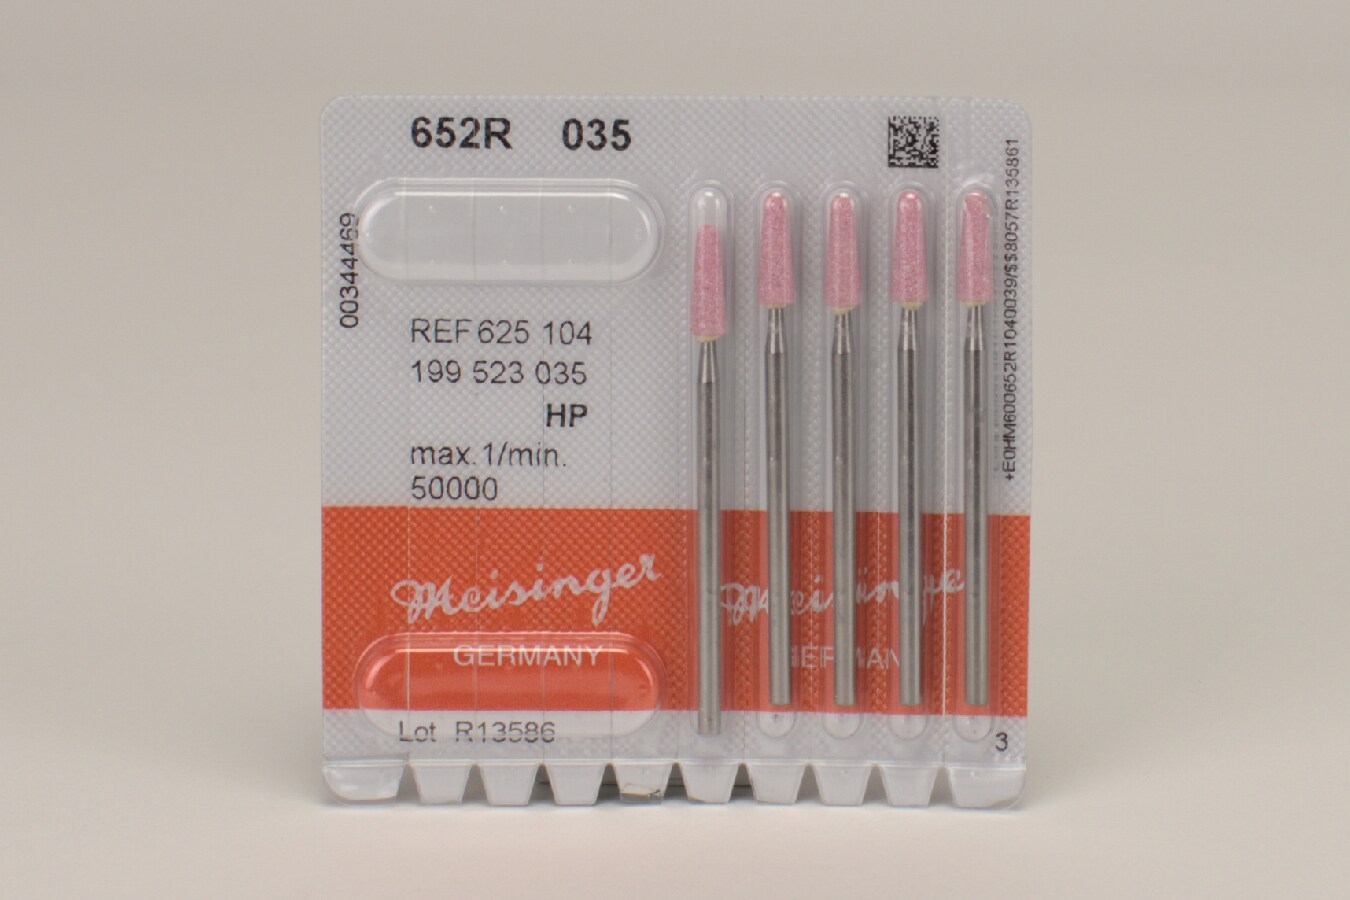 652R 035
00344469
REF 625 104
199 523 035
HP
max. 1/min.
50000
Meisinger
GERMANY
Lot R13586
+E0HM600652R1040039/$$8057R135861
3